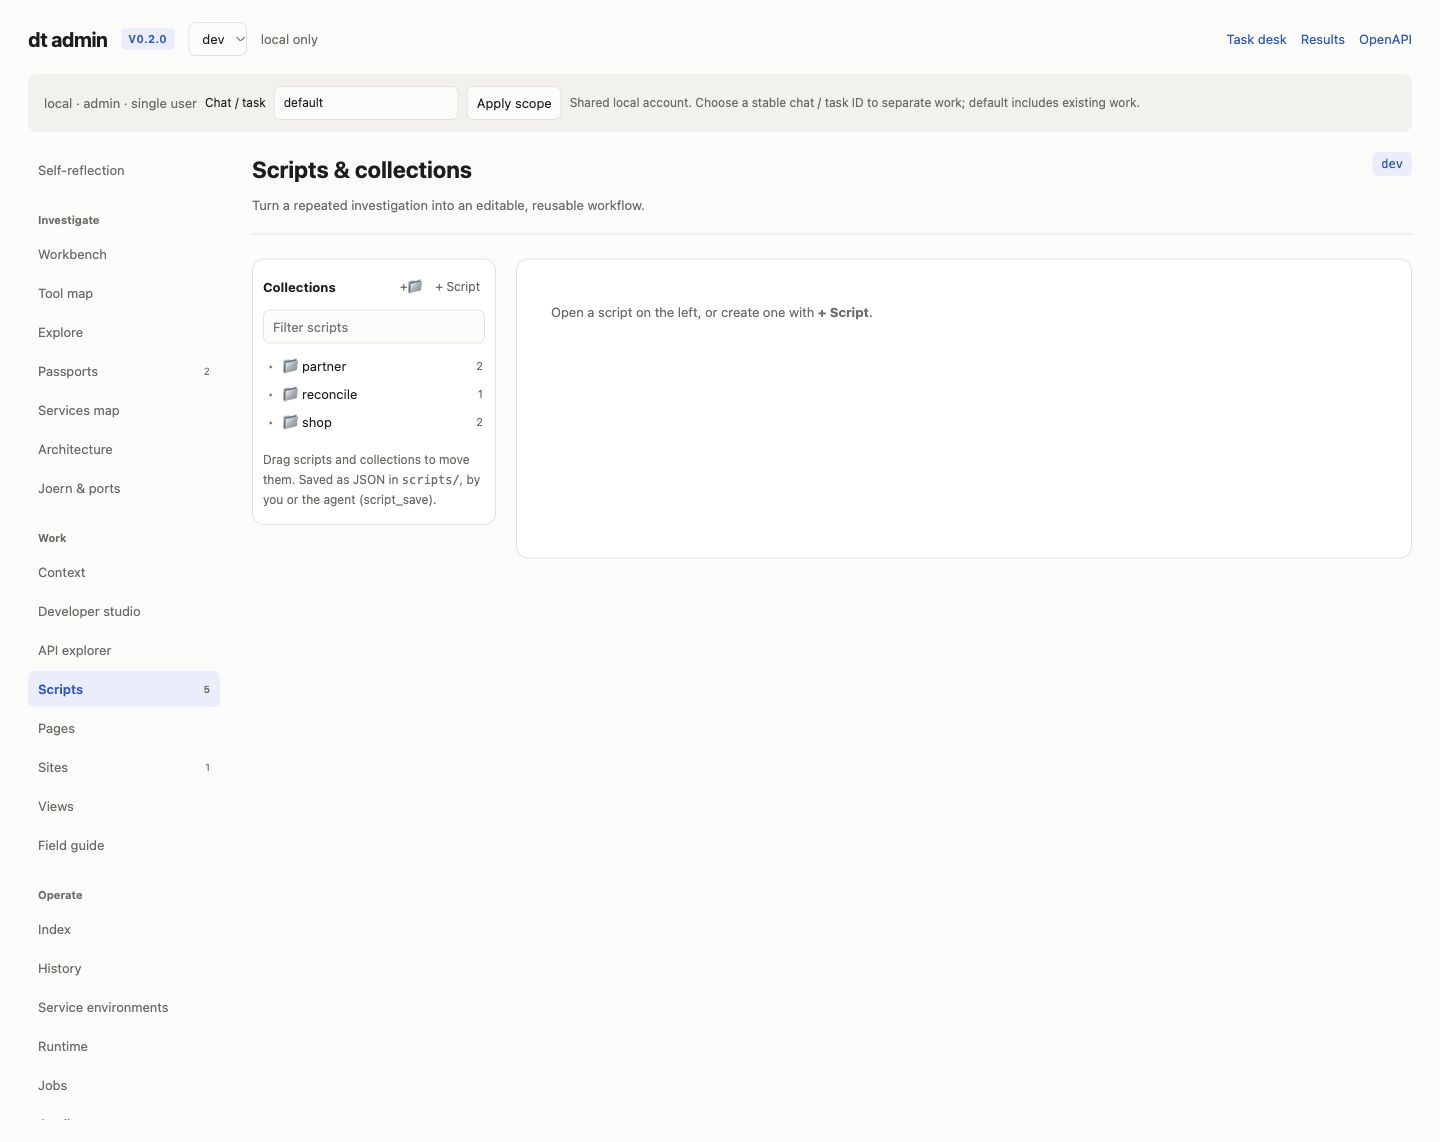 dt admin V0.2.0 dev local only Task desk Results OpenAPI
local · admin · single user Chat / task default Apply scope Shared local account. Choose a stable chat / task ID to separate work; default includes existing work.
Self-reflection
Investigate
Workbench
Tool map
Explore
Passports 2
Services map
Architecture
Joern & ports
Work
Context
Developer studio
API explorer
Scripts 5
Pages
Sites 1
Views
Field guide
Operate
Index
History
Service environments
Runtime
Jobs
Scripts & collections dev
Turn a repeated investigation into an editable, reusable workflow.
Collections + + Script
Filter scripts
partner 2
reconcile 1
shop 2
Drag scripts and collections to move
them. Saved as JSON in scripts/, by
you or the agent (script_save).
Open a script on the left, or create one with + Script.